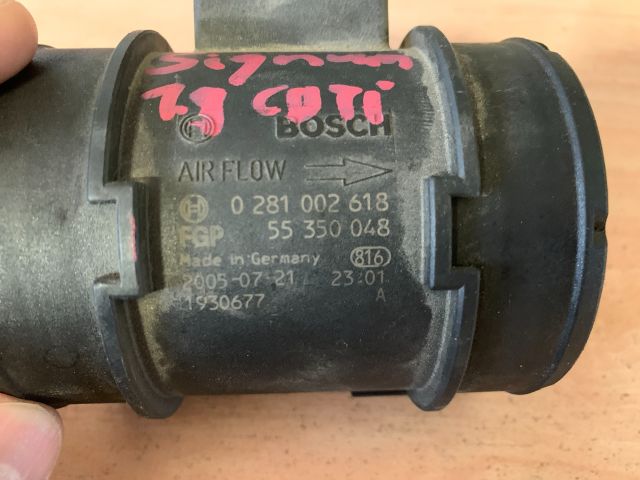 Signum
1.9 CDTi
BOSCH
AIR FLOW
0 281 002 618
FGP 55 350 048
Made in Germany 816
2005-07-21 23:01
1930677 A